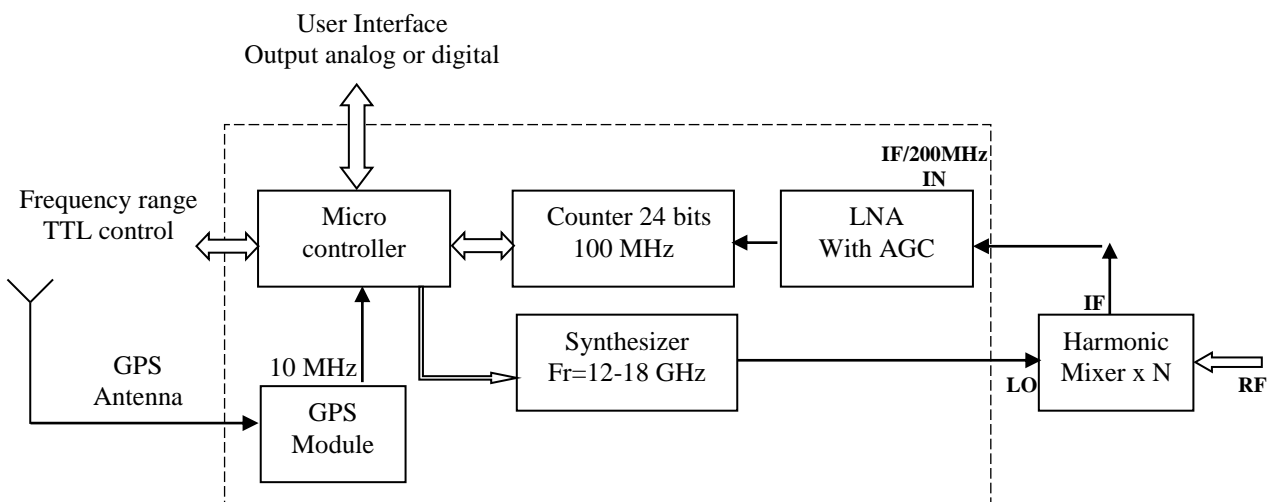 User Interface
Output analog or digital
IF/200MHz
IN
Frequency range
TTL control
Micro
controller
Counter 24 bits
100 MHz
LNA
With AGC
IF
GPS
Antenna
10 MHz
GPS
Module
Synthesizer
Fr=12-18 GHz
LO
Harmonic
Mixer x N
RF